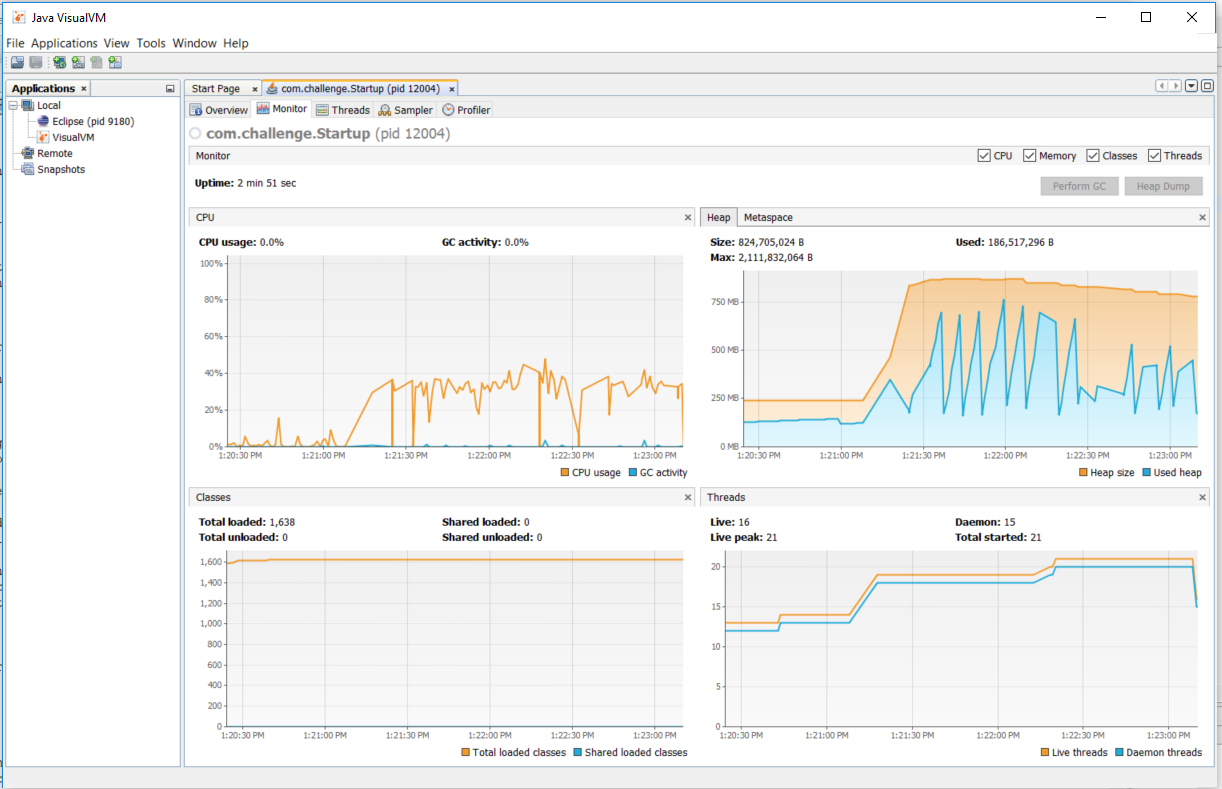 Java VisualVM
File Applications View Tools Window Help
Applications
Start Page
com.challenge.Startup (pid 12004)
Local
Eclipse (pid 9180)
VisualVM
Remote
Snapshots
Overview Monitor Threads Sampler Profiler
com.challenge.Startup (pid 12004)
Monitor
CPU Memory Classes Threads
Uptime: 2 min 51 sec
Perform GC Heap Dump
CPU
CPU usage: 0.0% GC activity: 0.0%
100%
80%
60%
40%
20%
0%
1:20:30 PM 1:21:00 PM 1:21:30 PM 1:22:00 PM 1:22:30 PM 1:23:00 PM
CPU usage GC activity
Heap Metaspace
Size: 824,705,024 B Used: 186,517,296 B
Max: 2,111,832,064 B
750 MB
500 MB
250 MB
0 MB
1:20:30 PM 1:21:00 PM 1:21:30 PM 1:22:00 PM 1:22:30 PM 1:23:00 PM
Heap size Used heap
Classes
Total loaded: 1,638 Shared loaded: 0
Total unloaded: 0 Shared unloaded: 0
1,600
1,400
1,200
1,000
800
600
400
200
0
1:20:30 PM 1:21:00 PM 1:21:30 PM 1:22:00 PM 1:22:30 PM 1:23:00 PM
Total loaded classes Shared loaded classes
Threads
Live: 16 Daemon: 15
Live peak: 21 Total started: 21
20
15
10
5
0
1:20:30 PM 1:21:00 PM 1:21:30 PM 1:22:00 PM 1:22:30 PM 1:23:00 PM
Live threads Daemon threads